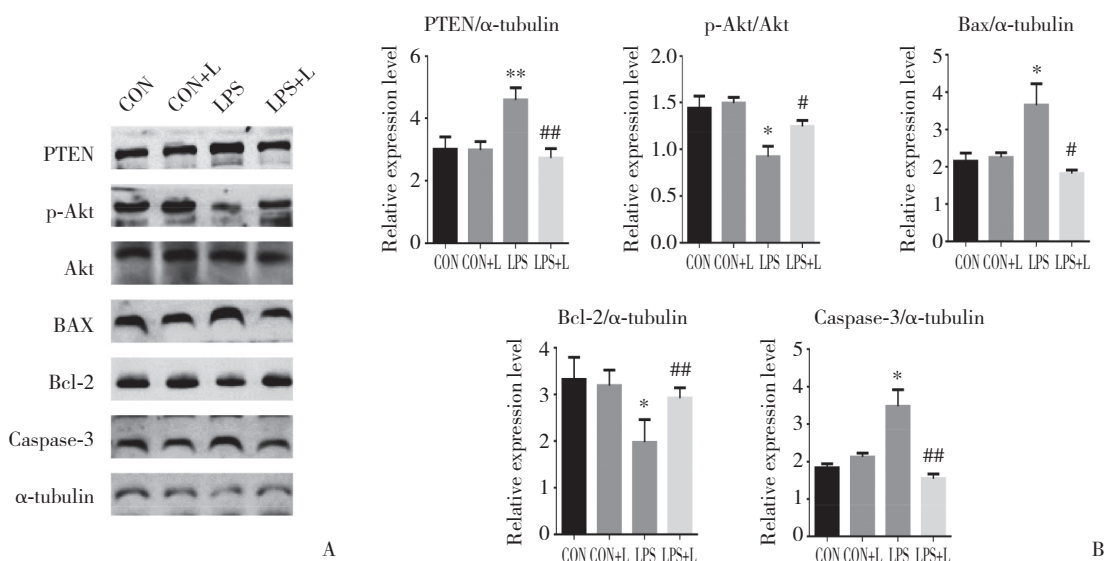 CON CON+L LPS LPS+L
PTEN
p-Akt
Akt
BAX
Bcl-2
Caspase-3
α-tubulin
A
PTEN/α-tubulin
Relative expression level
6
4
2
0
**
##
CON CON+L LPS LPS+L
p-Akt/Akt
Relative expression level
2.0
1.5
1.0
0.5
0.0
*
#
CON CON+L LPS LPS+L
Bax/α-tubulin
Relative expression level
5
4
3
2
1
0
*
#
CON CON+L LPS LPS+L
Bcl-2/α-tubulin
Relative expression level
4
3
2
1
0
*
##
CON CON+L LPS LPS+L
Caspase-3/α-tubulin
Relative expression level
5
4
3
2
1
0
*
##
CON CON+L LPS LPS+L
B